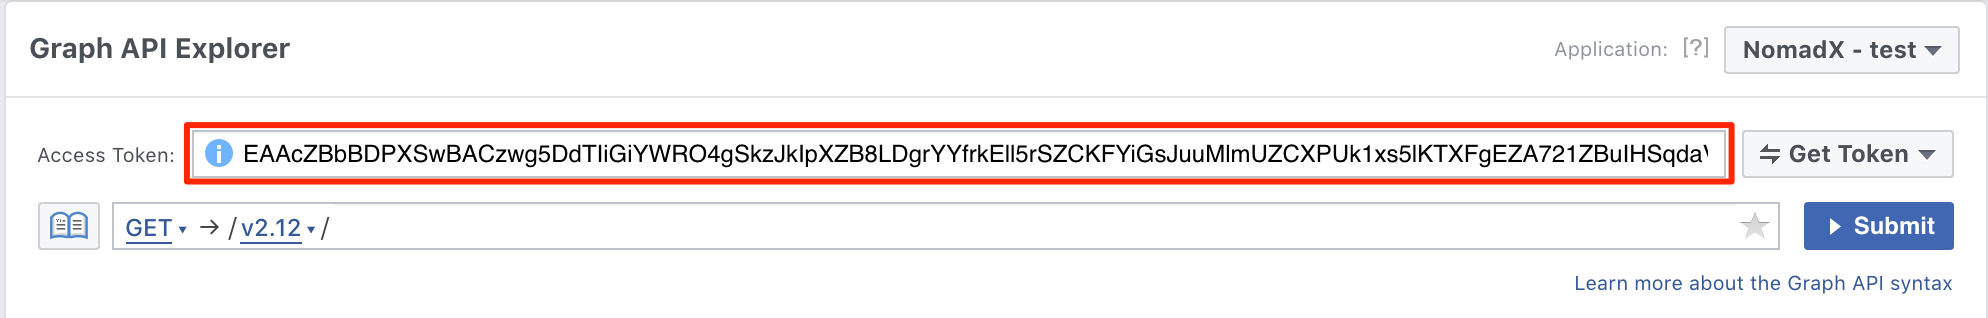 Graph API Explorer
Application: [?] NomadX - test
Access Token: EAAcZBbBDPXSwBACzwg5DdTIiGiYWRO4gSkzJkIpXZB8LDgrYYfrkEll5rSZCKFYiGsJuuMlmUZCXPUk1xs5lKTXFgEZA721ZBuIHSqda Get Token
GET → / v2.12 /
Submit
Learn more about the Graph API syntax